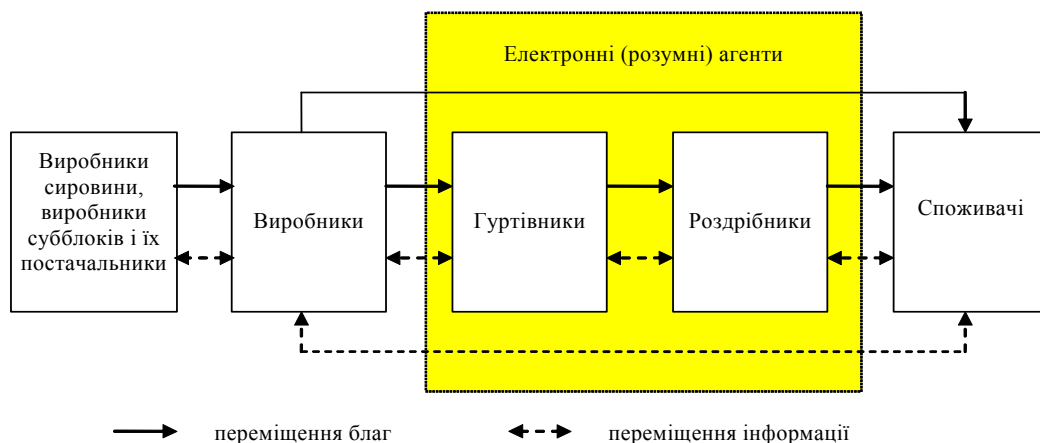 Електронні (розумні) агенти
Виробники
сировини,
виробники
субблоків і їх
постачальники
Виробники
Гуртівники
Роздрібники
Споживачі
переміщення благ
переміщення інформації